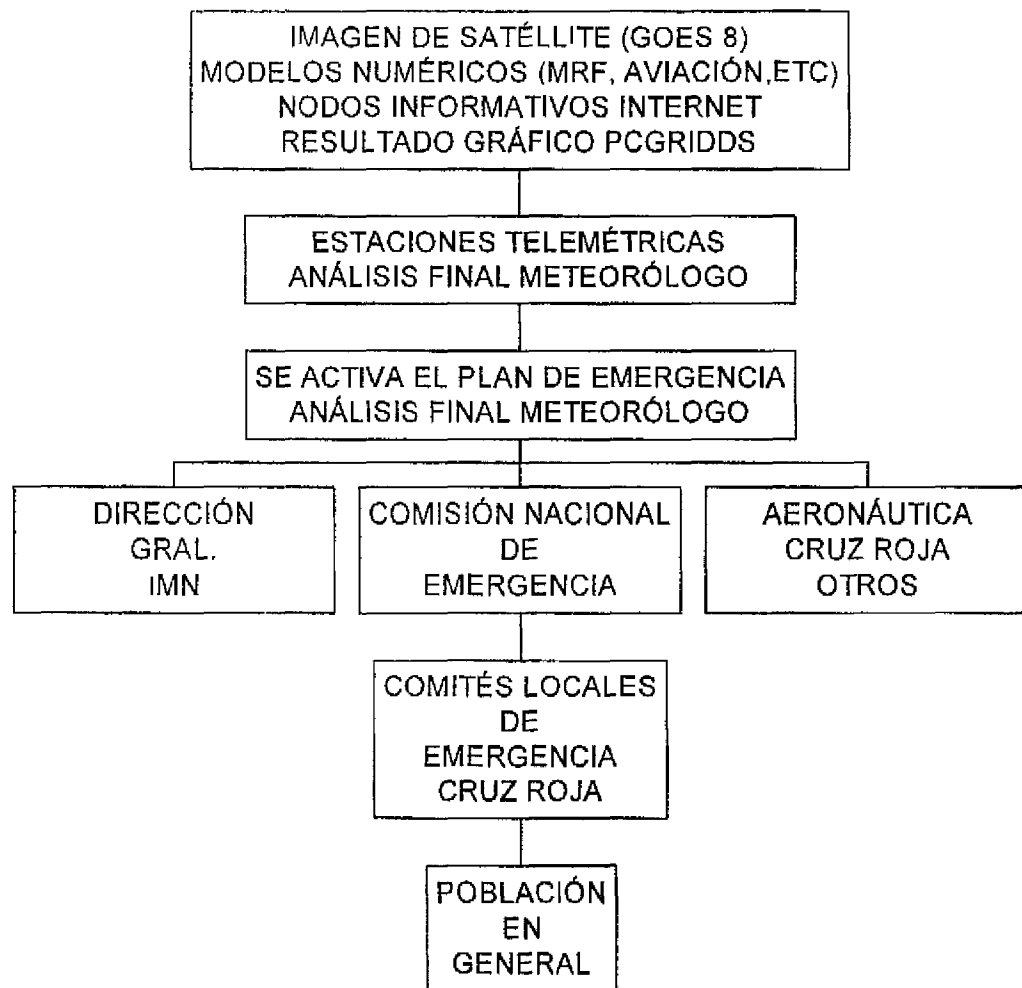 IMAGEN DE SATÉLLITE (GOES 8)
MODELOS NUMÉRICOS (MRF, AVIACIÓN,ETC)
NODOS INFORMATIVOS INTERNET
RESULTADO GRÁFICO PCGRIDDS
ESTACIONES TELEMÉTRICAS
ANÁLISIS FINAL METEORÓLOGO
SE ACTIVA EL PLAN DE EMERGENCIA
ANÁLISIS FINAL METEORÓLOGO
DIRECCIÓN
GRAL.
IMN
COMISIÓN NACIONAL
DE
EMERGENCIA
AERONÁUTICA
CRUZ ROJA
OTROS
COMITÉS LOCALES
DE
EMERGENCIA
CRUZ ROJA
POBLACIÓN
EN
GENERAL